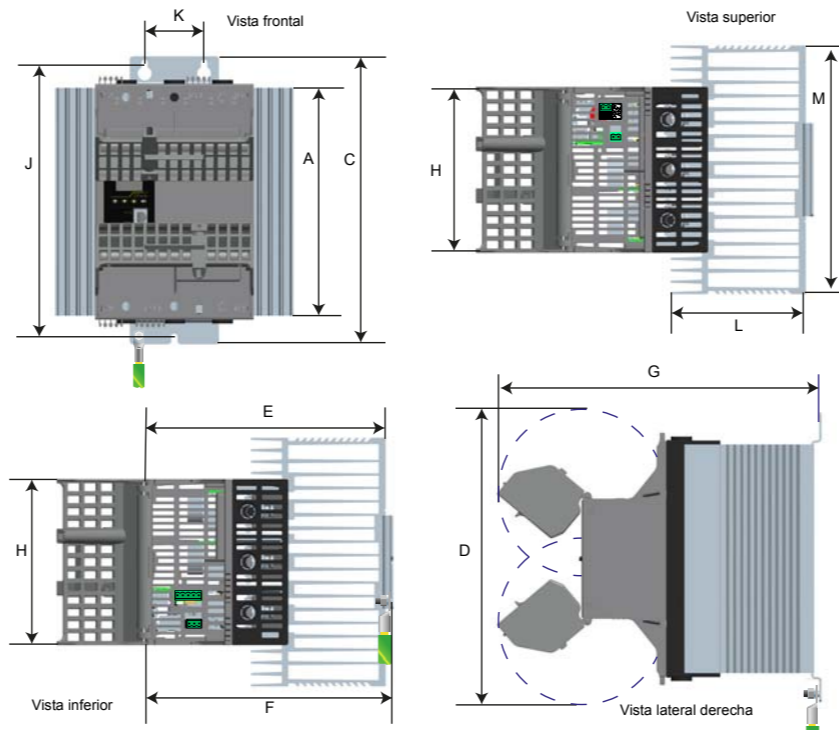 K
Vista frontal
J
A
C
Vista superior
H
M
L
E
H
F
Vista inferior
G
D
Vista lateral derecha